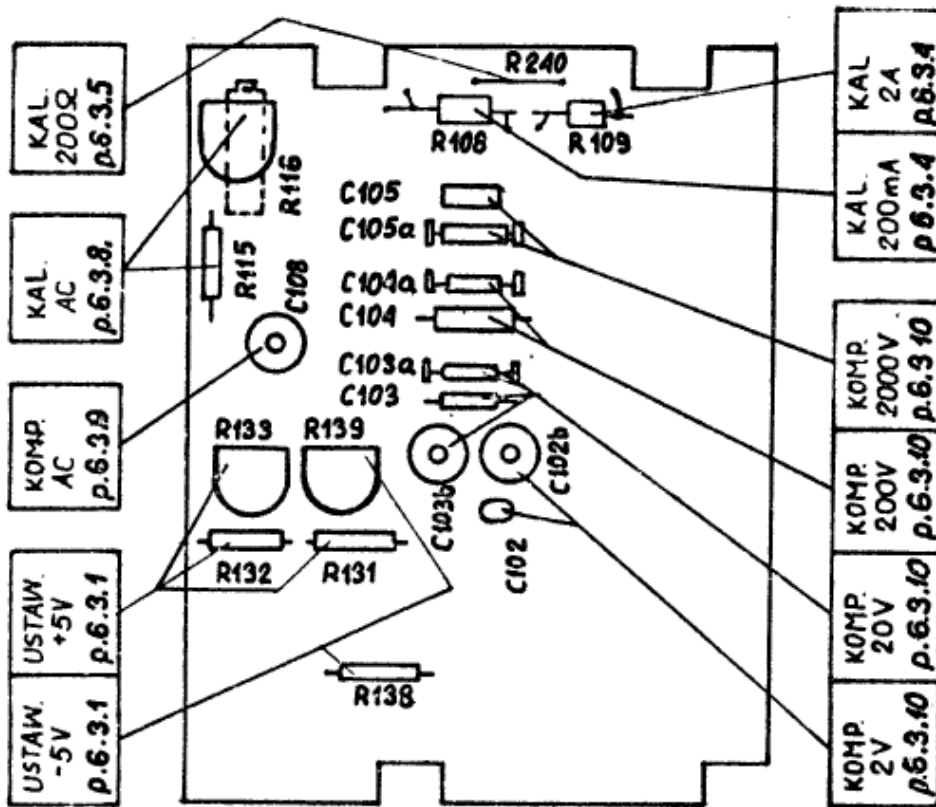 KAL.
200Ω
p.6.3.5
KAL.
AC
p.6.3.8.
KOMP.
AC
p.6.3.9
USTAW.
+5V
p.6.3.1
USTAW.
-5V
p.6.3.1
R240
R108
R109
R116
C105
C105a
R115
C108
C104a
C104
C103a
C103
R133
R139
C103b
C102b
R132
R131
C102
R138
KAL
2A
p.6.3.4
KAL.
200mA
p 6.3.4
KOMP.
2000V
p.6.3 10
KOMP.
200V
p.6.3.10
KOMP.
20V
p.6.3.10
KOMP.
2V
p.6.3.10